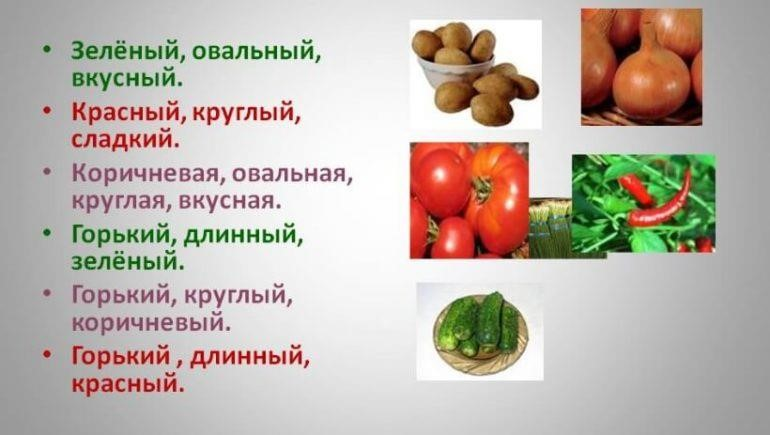 • Зелёный, овальный,
вкусный.
• Красный, круглый,
сладкий.
• Коричневая, овальная,
круглая, вкусная.
• Горький, длинный,
зелёный.
• Горький, круглый,
коричневый.
• Горький , длинный,
красный.